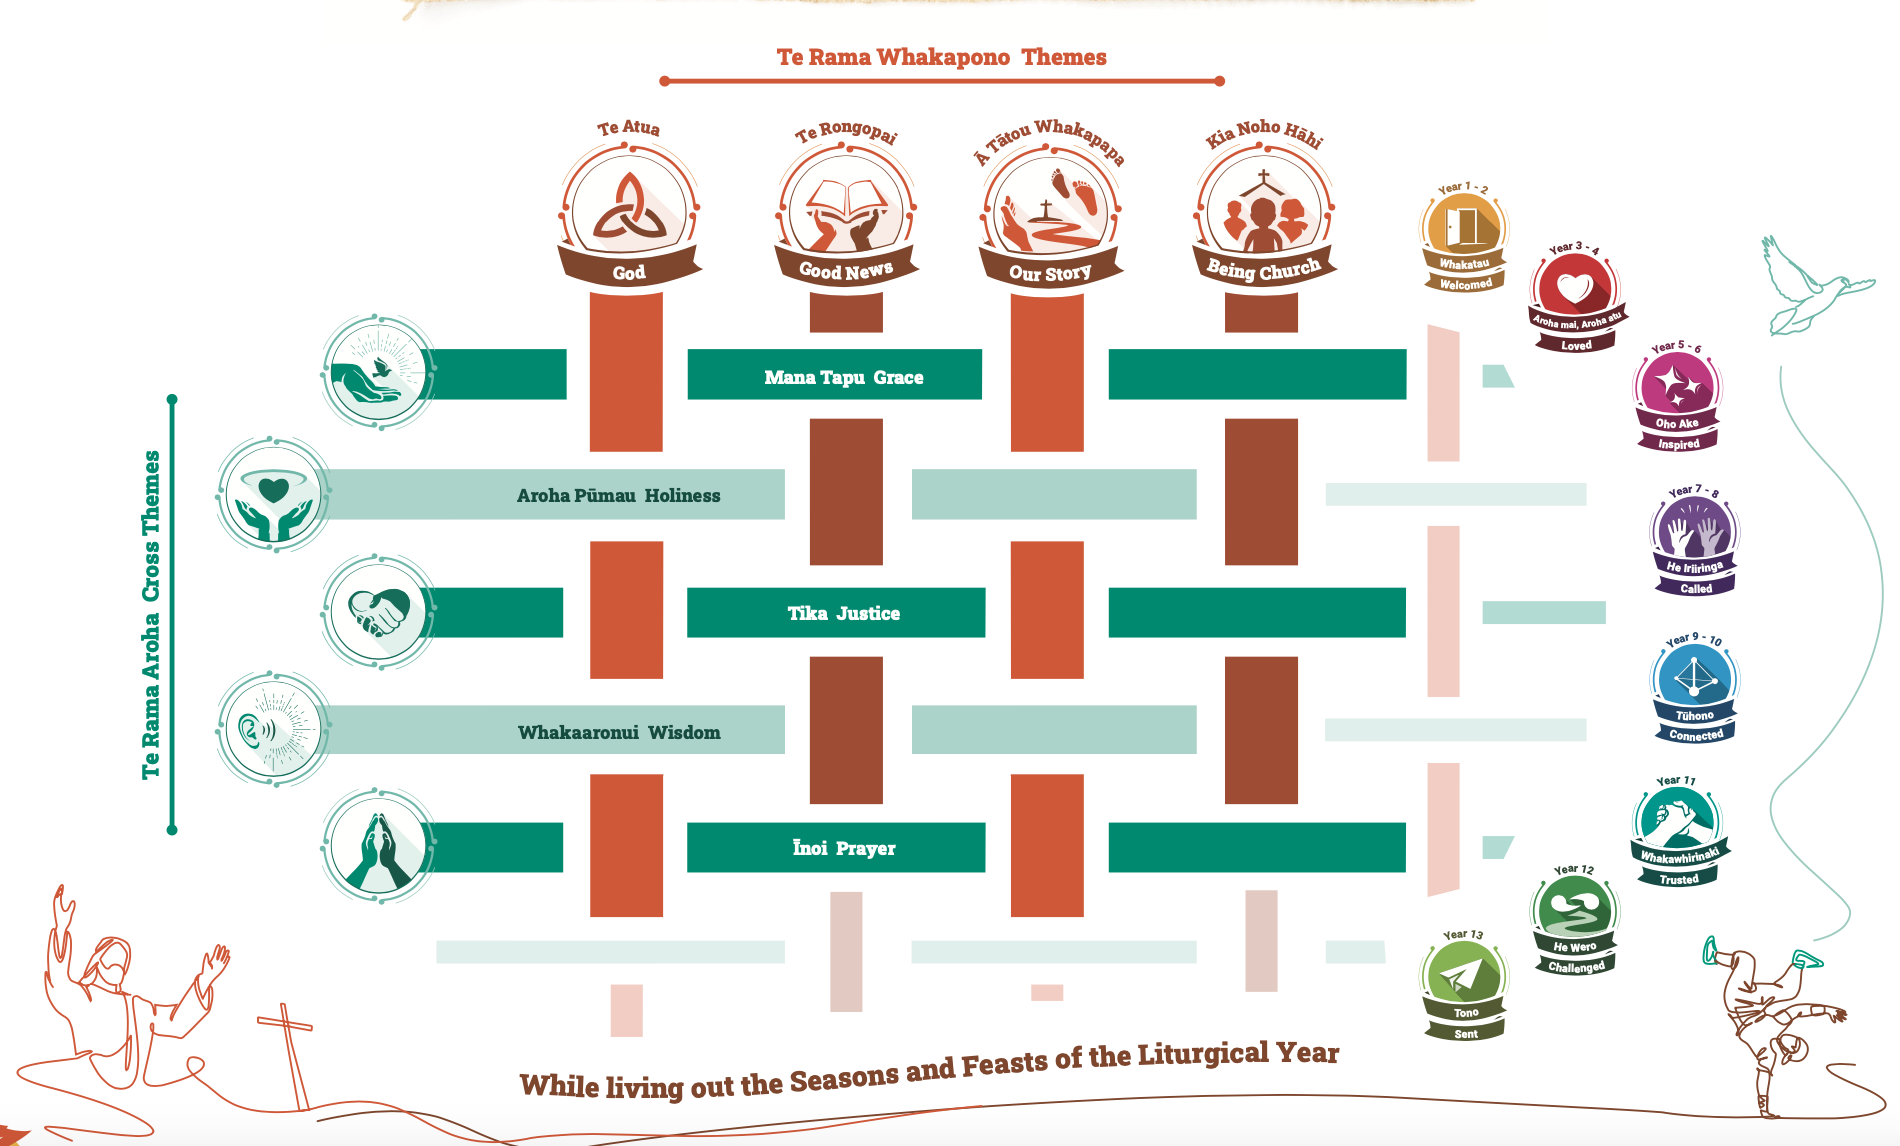 Te Rama Whakapono Themes
Te Atua
God
Te Rongopai
Good News
Ā Tātou Whakapapa
Our Story
Kia Noho Hāhi
Being Church
Te Rama Aroha Cross Themes
Mana Tapu Grace
Aroha Pūmau Holiness
Tika Justice
Whakaaronui Wisdom
Īnoi Prayer
Year 1 - 2
Whakatau
Welcomed
Year 3 - 4
Aroha mai, Aroha atu
Loved
Year 5 - 6
Oho Ake
Inspired
Year 7 - 8
He Iriiringa
Called
Year 9 - 10
Tūhono
Connected
Year 11
Whakawhirinaki
Trusted
Year 12
He Wero
Challenged
Year 13
Tono
Sent
While living out the Seasons and Feasts of the Liturgical Year